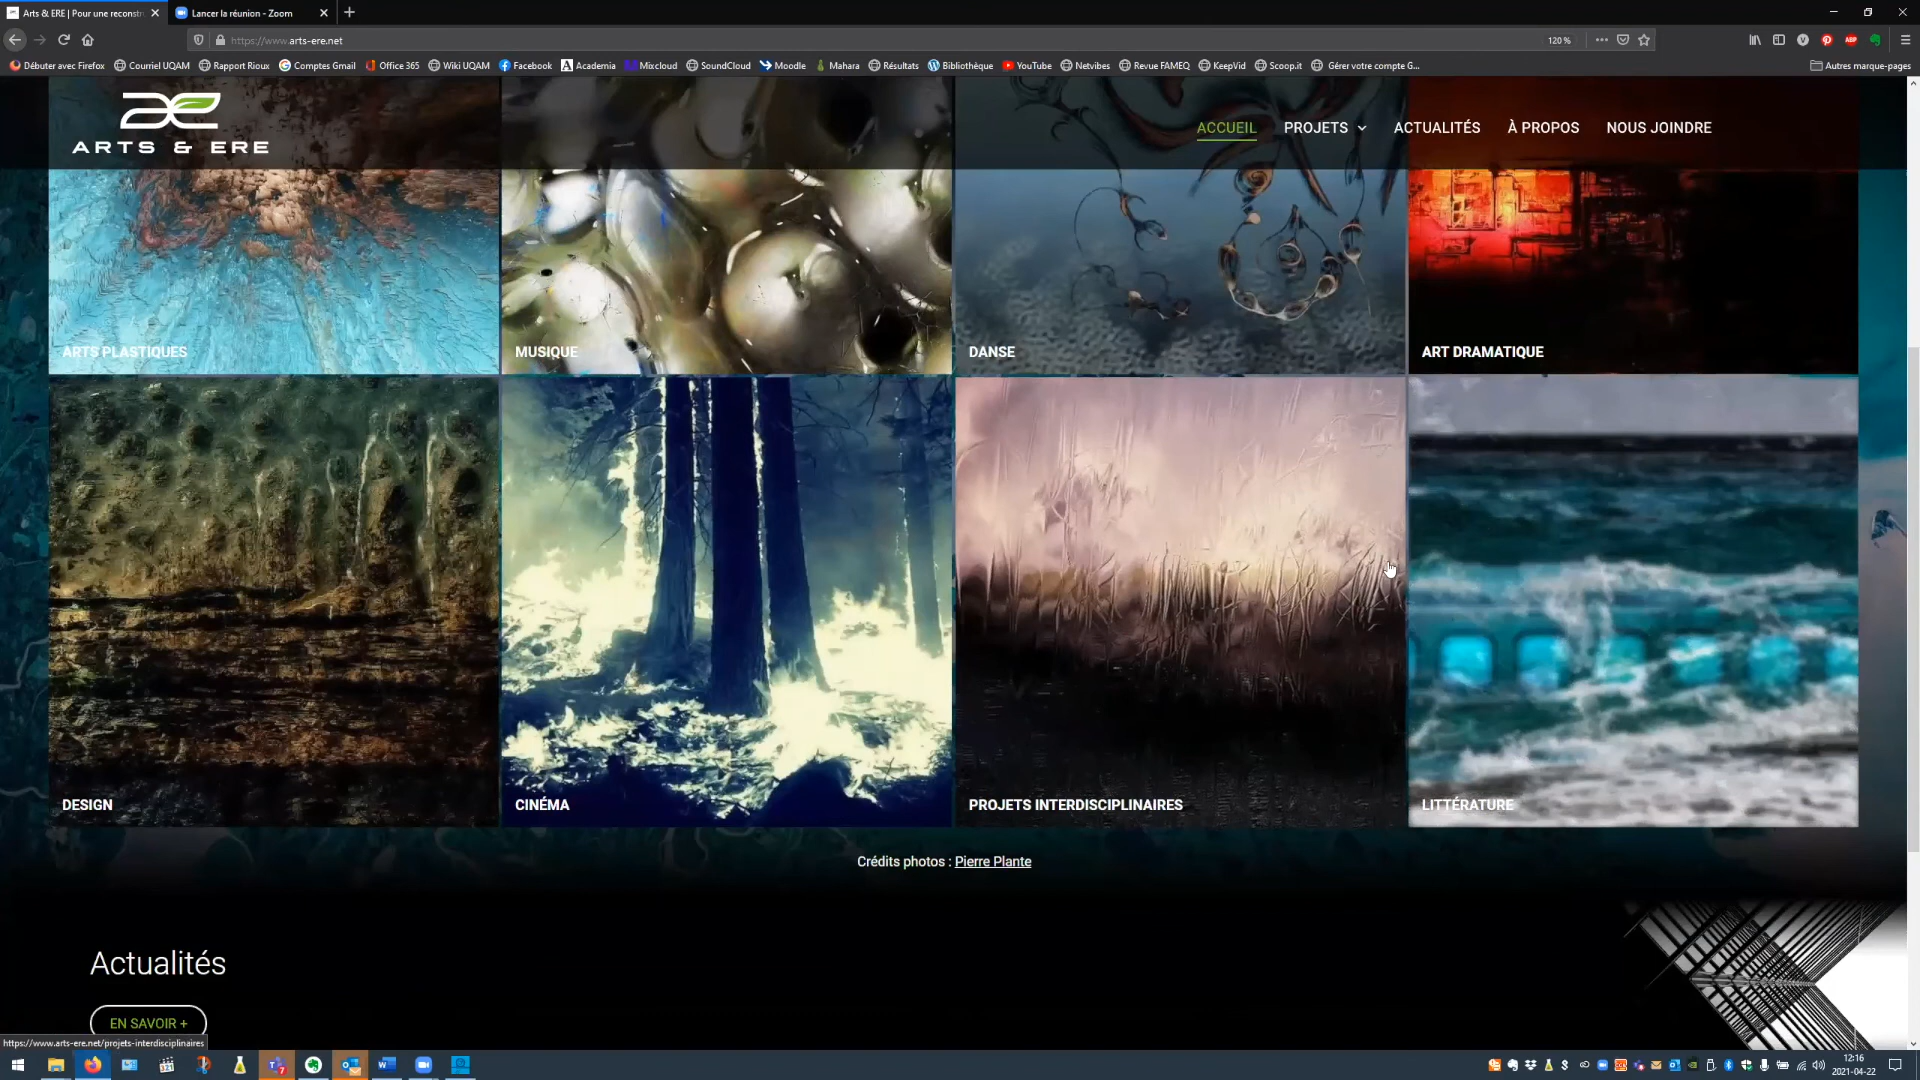 Arts & ERE | Pour une reconstr
Lancer la réunion - Zoom
https://www.arts-ere.net
120 %
Débuter avec Firefox
Courriel UQAM
Rapport Rioux
Comptes Gmail
Office 365
Wiki UQAM
Facebook
Academia
Mixcloud
SoundCloud
Moodle
Mahara
Résultats
Bibliothèque
YouTube
Netvibes
Revue FAMEQ
KeepVid
Scoop.it
Gérer votre compte G...
Autres marque-pages
ARTS & ERE
ACCUEIL
PROJETS
ACTUALITÉS
À PROPOS
NOUS JOINDRE
ARTS PLASTIQUES
MUSIQUE
DANSE
ART DRAMATIQUE
DESIGN
CINÉMA
PROJETS INTERDISCIPLINAIRES
LITTÉRATURE
Crédits photos : Pierre Plante
Actualités
EN SAVOIR +
https://www.arts-ere.net/projets-interdisciplinaires
12:16
2021-04-22